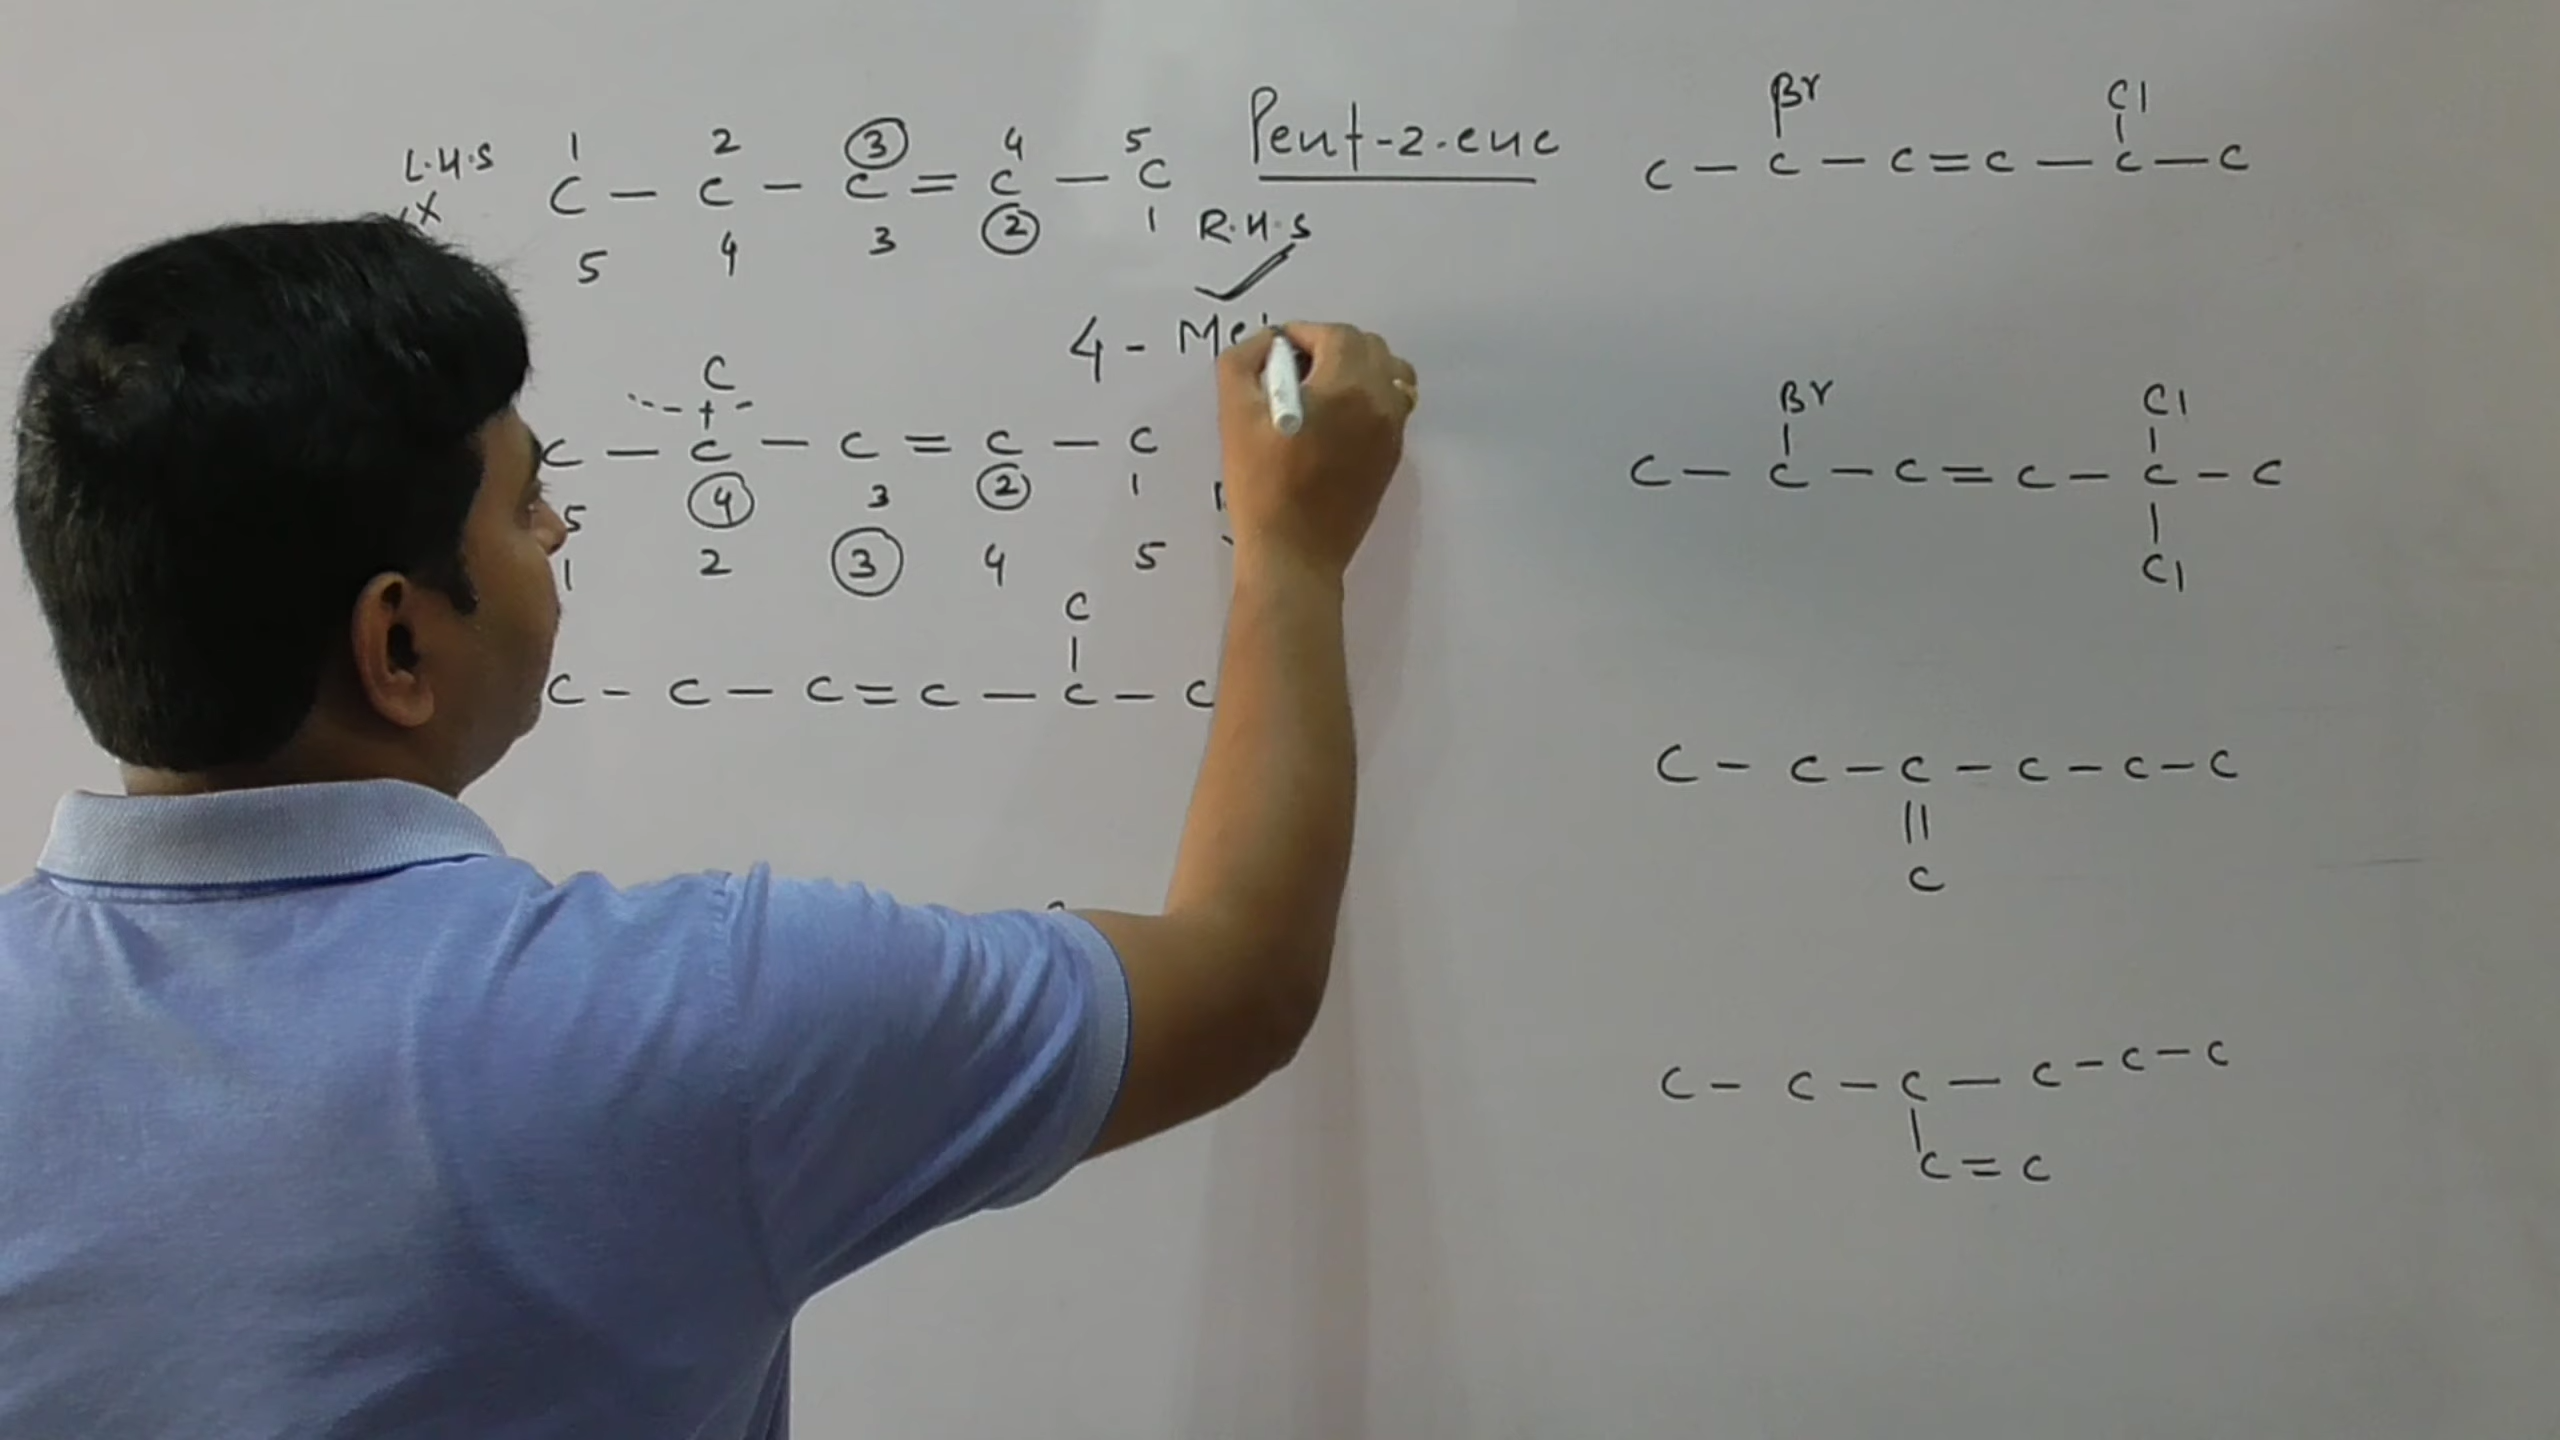 L.H.S 1 2 3 4 5
X C - C - C = C - C Pent-2-ene
5 4 3 2 1 R.H.S
4 - Me
C
C - C - C = C - C
5 4 3 2 1
1 2 3 4 5
C
|
C - C - C = C - C - C
Br Cl
| |
C - C - C = C - C - C
Br Cl
| |
C - C - C = C - C - C
|
Cl
C - C - C - C - C - C
||
C
C - C - C - C - C - C
|
C = C